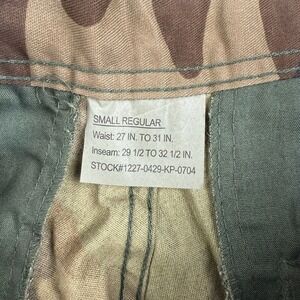 SMALL REGULAR
Waist: 27 IN. TO 31 IN.
Inseam: 29 1/2 TO 32 1/2 IN.
STOCK#1227-0429-KP-0704